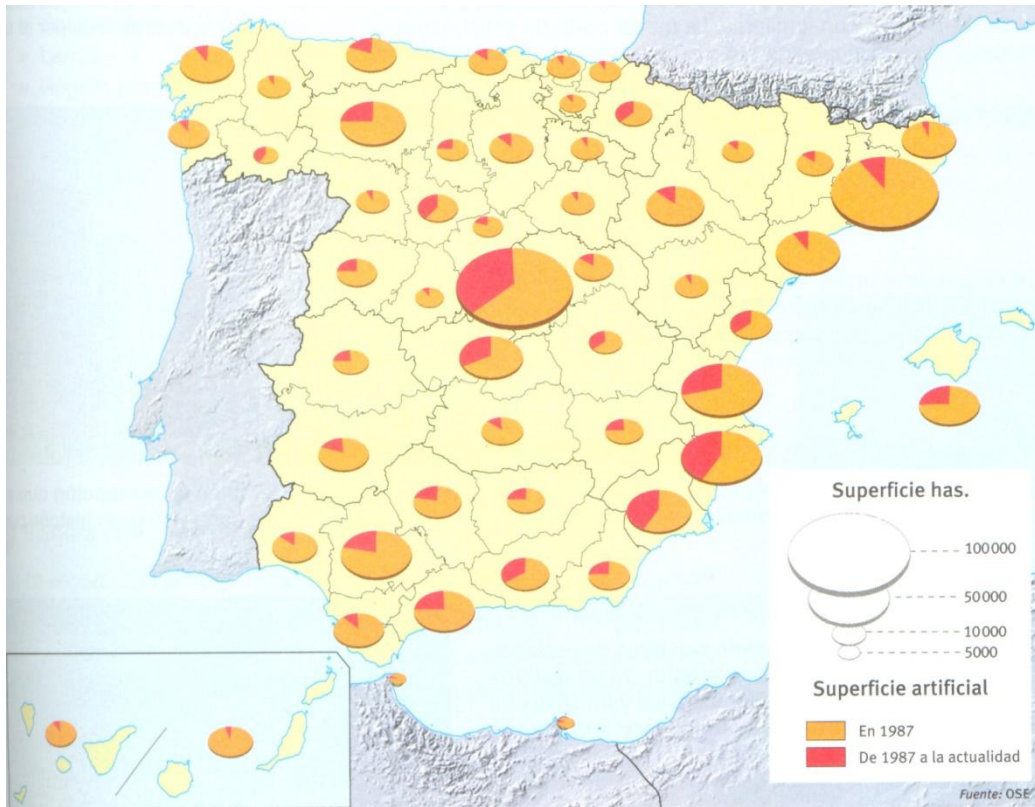 Superficie has.
100 000
50 000
10 000
5000
Superficie artificial
En 1987
De 1987 a la actualidad
Fuente: OSE